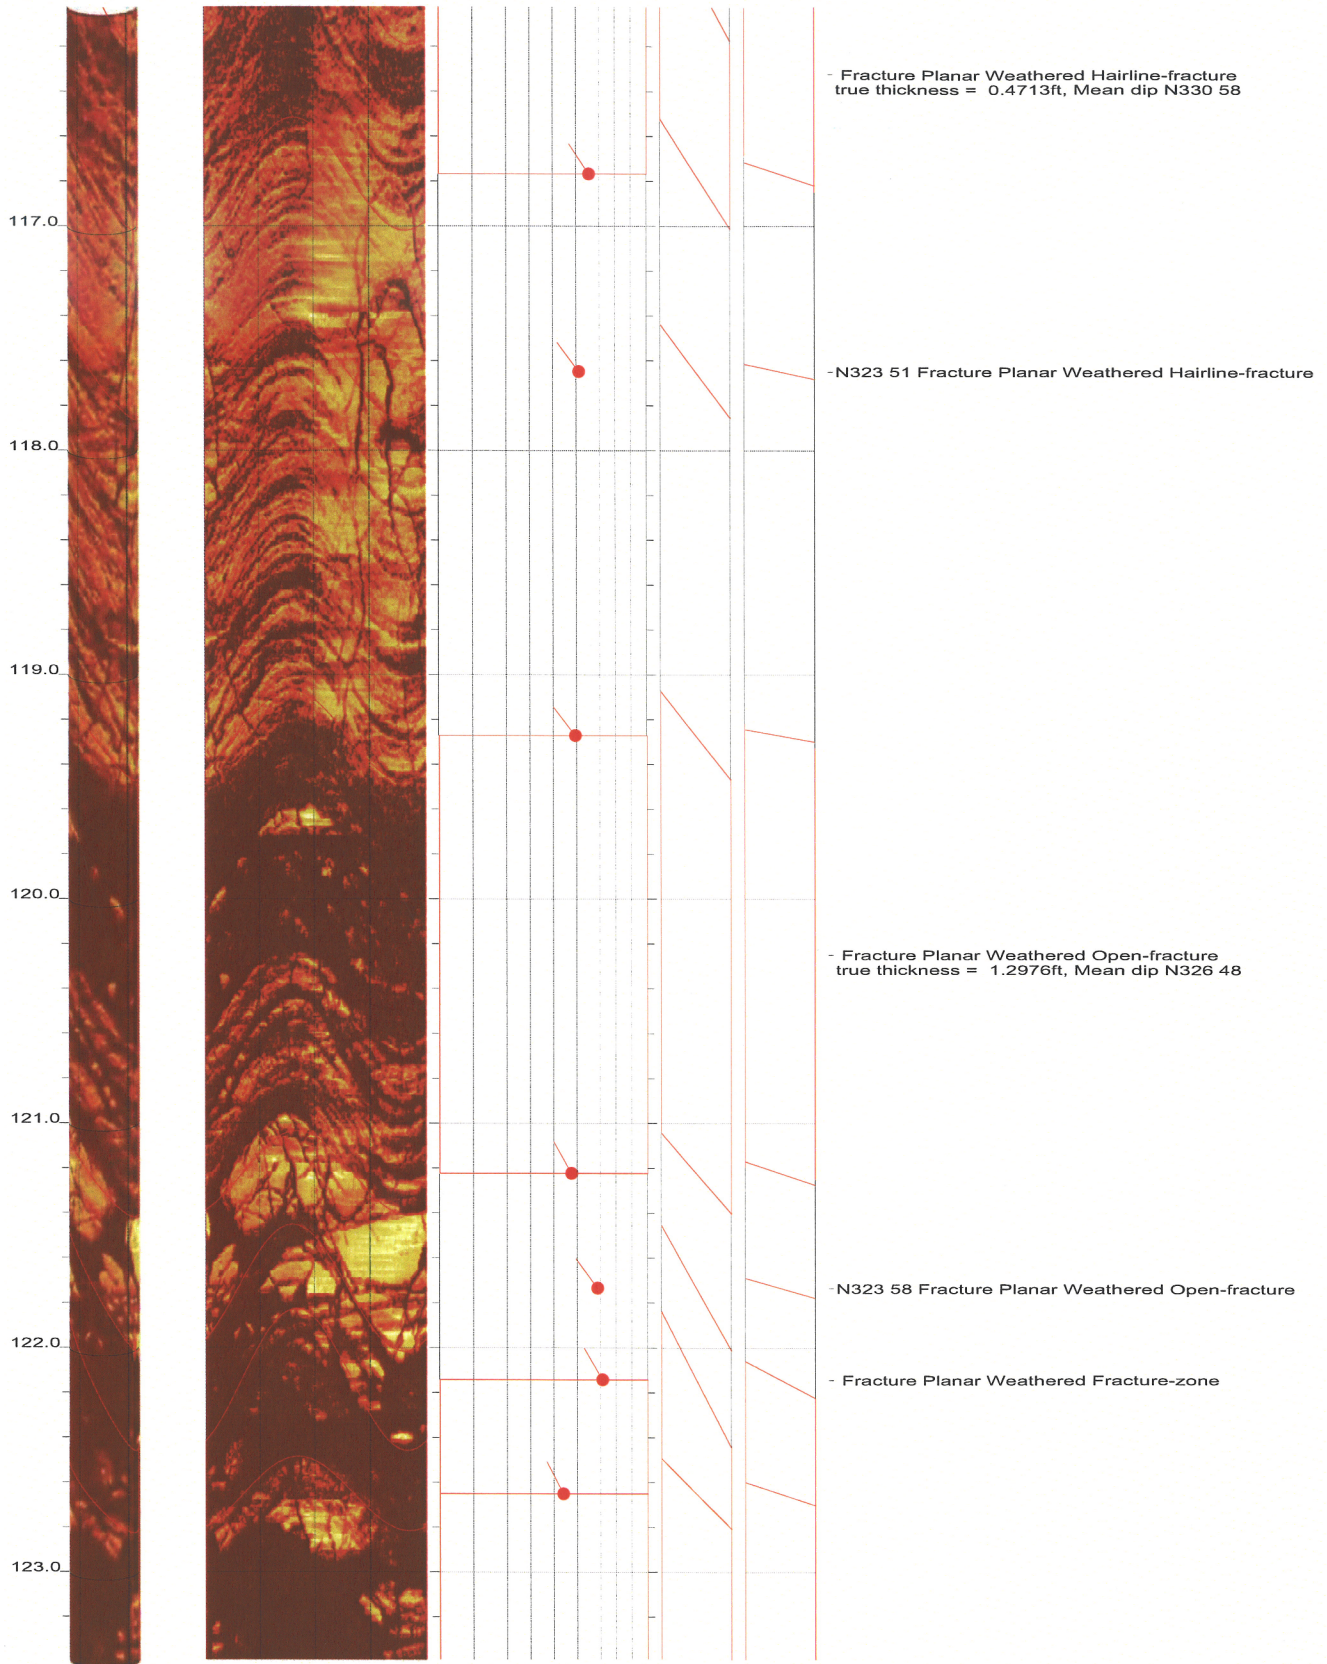 - Fracture Planar Weathered Hairline-fracture
true thickness = 0.4713ft, Mean dip N330 58
117.0
-N323 51 Fracture Planar Weathered Hairline-fracture
118.0
119.0
120.0
- Fracture Planar Weathered Open-fracture
true thickness = 1.2976ft, Mean dip N326 48
121.0
-N323 58 Fracture Planar Weathered Open-fracture
122.0
- Fracture Planar Weathered Fracture-zone
123.0